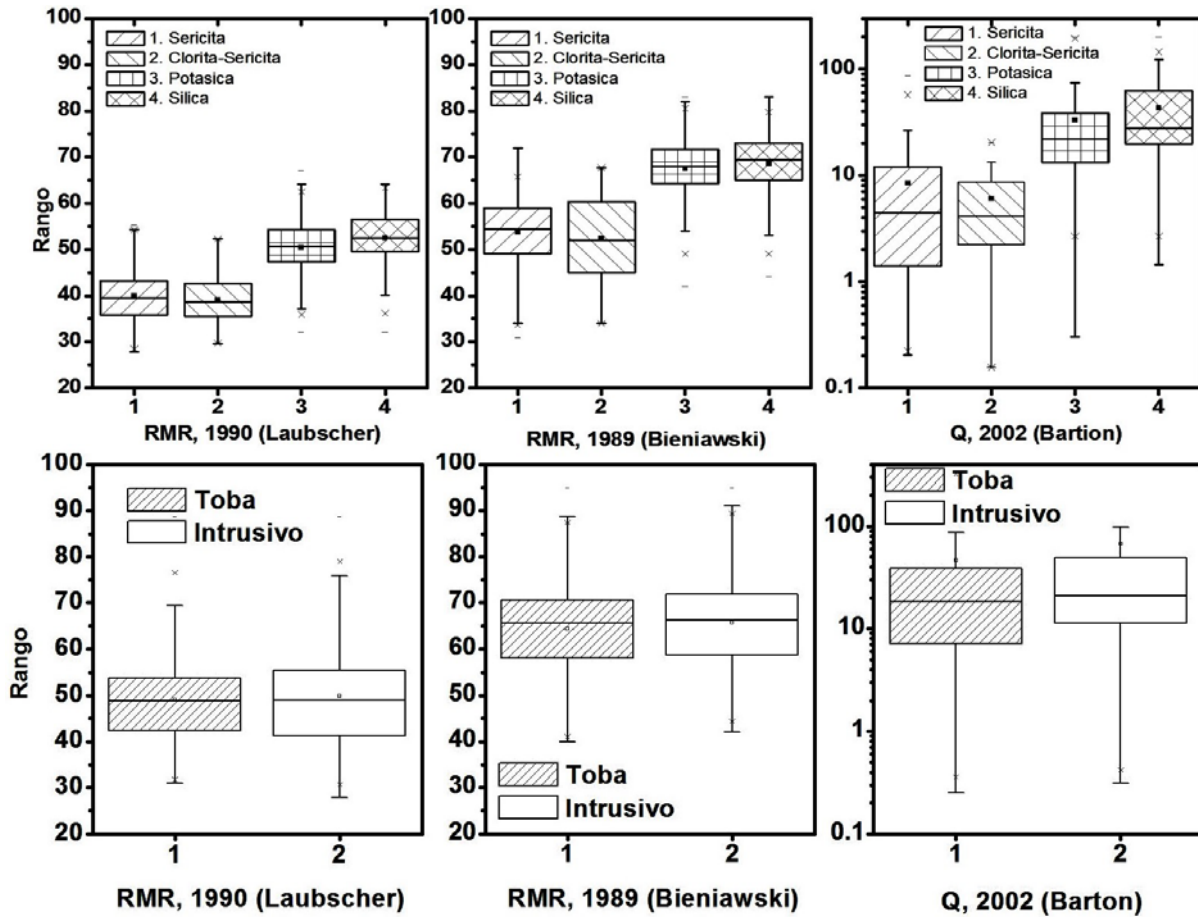 100
90
80
70
60
50
40
30
20
Rango
1. Sericita
2. Clorita-Sericita
3. Potasica
4. Silica
1 2 3 4
RMR, 1990 (Laubscher)
100
90
80
70
60
50
40
30
20
1. Sericita
2. Clorita-Sericita
3. Potasica
4. Silica
1 2 3 4
RMR, 1989 (Bieniawski)
100
10
1
0.1
1. Sericita
2. Clorita-Sericita
3. Potasica
4. Silica
1 2 3 4
Q, 2002 (Bartion)
100
90
80
70
60
50
40
30
20
Rango
Toba
Intrusivo
1 2
RMR, 1990 (Laubscher)
100
90
80
70
60
50
40
30
20
Toba
Intrusivo
1 2
RMR, 1989 (Bieniawski)
100
10
1
0.1
Toba
Intrusivo
1 2
Q, 2002 (Barton)